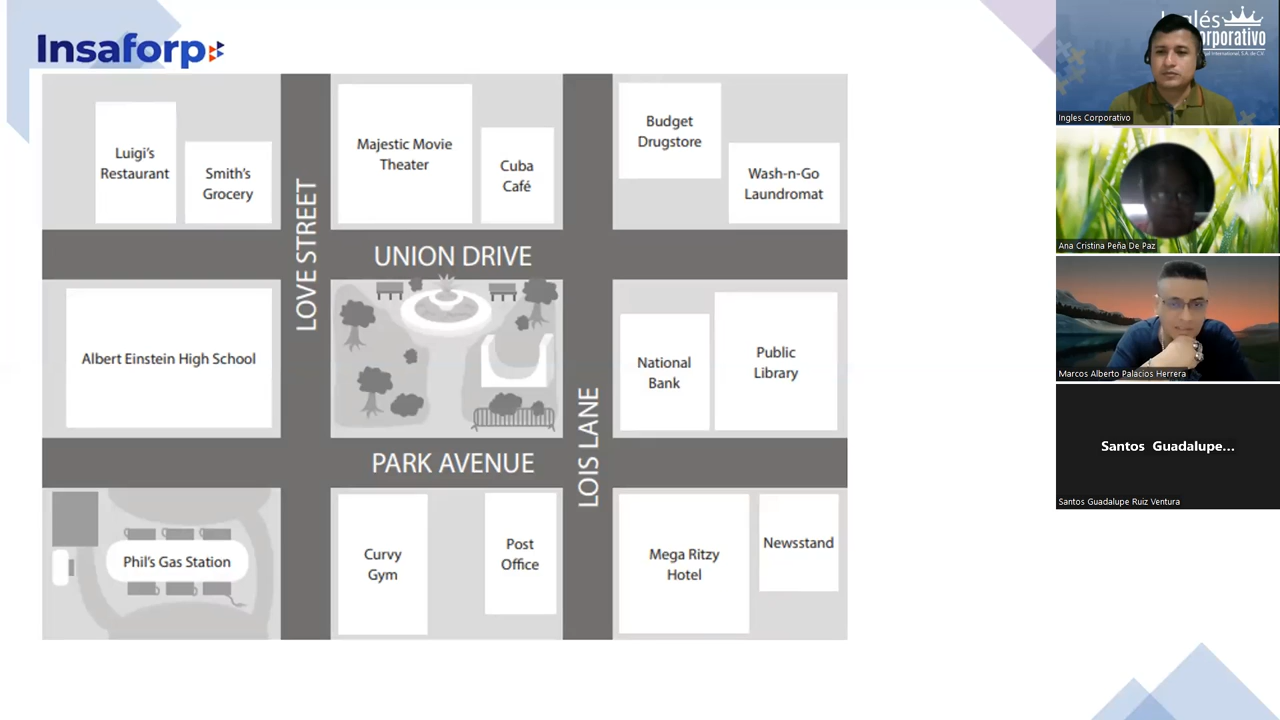 Insaforp
Luigi's
Restaurant
Smith's
Grocery
LOVE STREET
Majestic Movie
Theater
Cuba
Café
Budget
Drugstore
Wash-n-Go
Laundromat
UNION DRIVE
Albert Einstein High School
National
Bank
Public
Library
LOIS LANE
PARK AVENUE
Phil's Gas Station
Curvy
Gym
Post
Office
Mega Ritzy
Hotel
Newsstand
Inglés
Corporativo
Ingles Corporativo
Ana Cristina Peña De Paz
Marcos Alberto Palacios Herrera
Santos Guadalupe...
Santos Guadalupe Ruiz Ventura